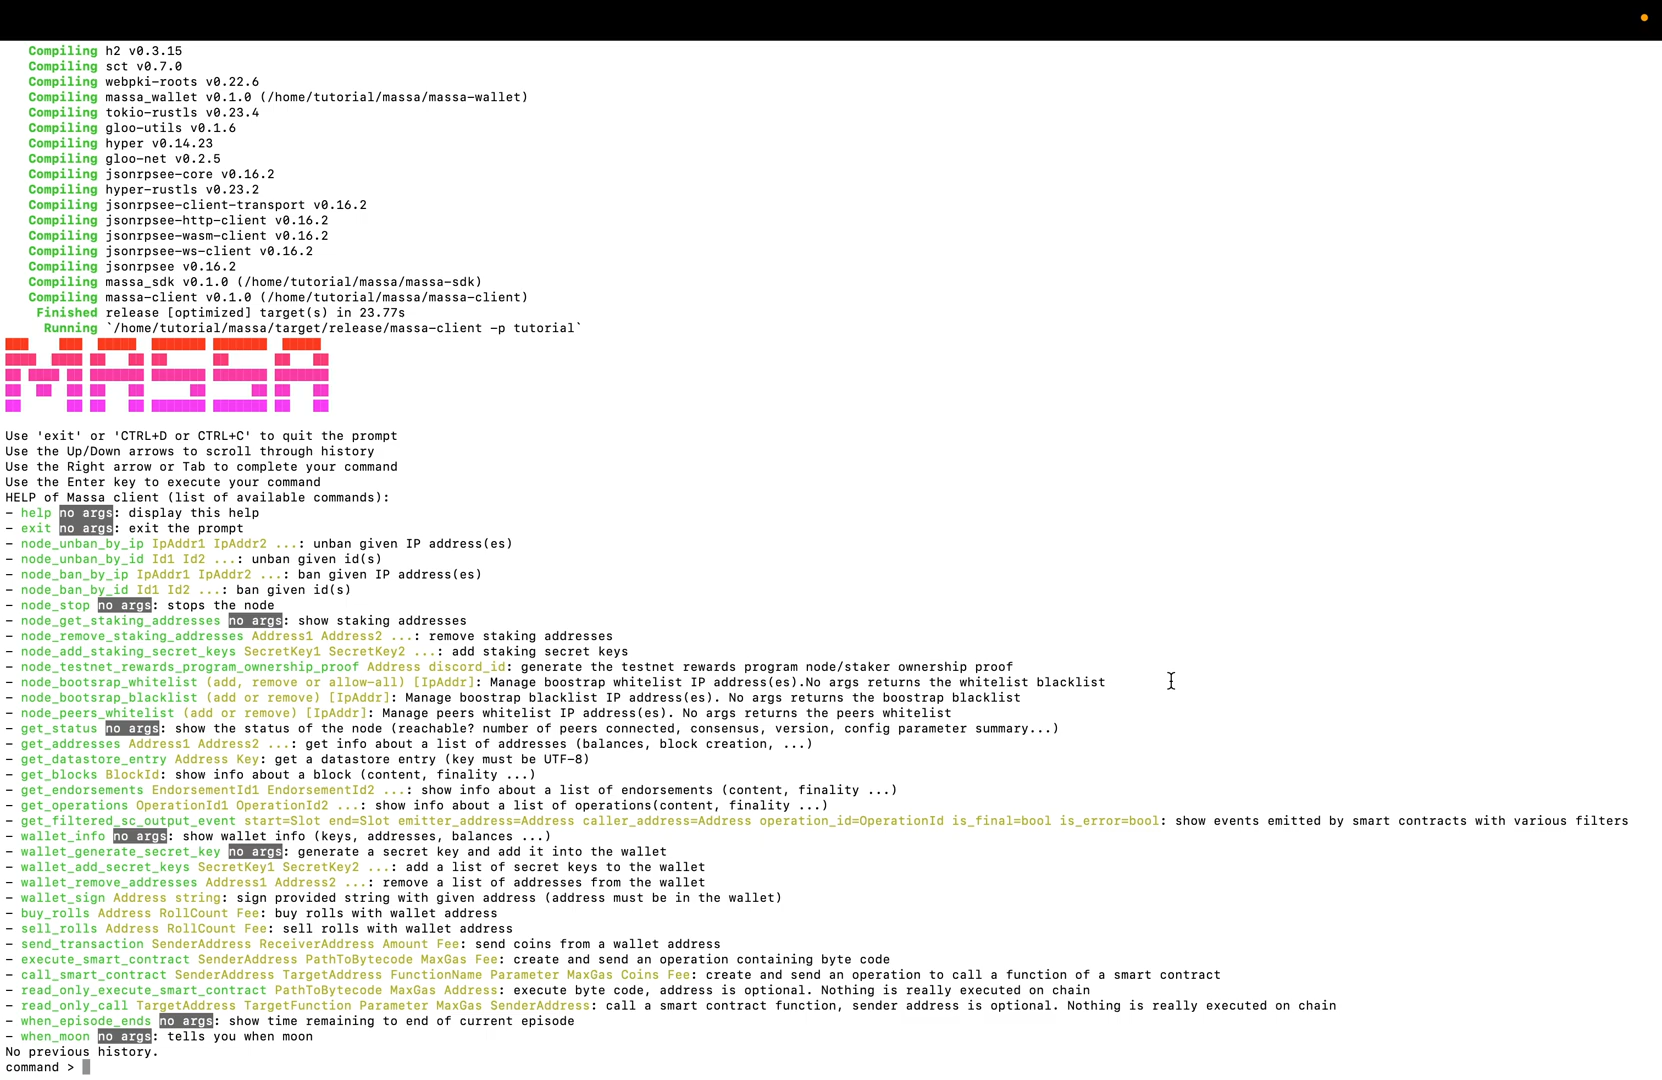 Compiling h2 v0.3.15
Compiling sct v0.7.0
Compiling webpki-roots v0.22.6
Compiling massa_wallet v0.1.0 (/home/tutorial/massa/massa-wallet)
Compiling tokio-rustls v0.23.4
Compiling gloo-utils v0.1.6
Compiling hyper v0.14.23
Compiling gloo-net v0.2.5
Compiling jsonrpsee-core v0.16.2
Compiling hyper-rustls v0.23.2
Compiling jsonrpsee-client-transport v0.16.2
Compiling jsonrpsee-http-client v0.16.2
Compiling jsonrpsee-wasm-client v0.16.2
Compiling jsonrpsee-ws-client v0.16.2
Compiling jsonrpsee v0.16.2
Compiling massa_sdk v0.1.0 (/home/tutorial/massa/massa-sdk)
Compiling massa-client v0.1.0 (/home/tutorial/massa/massa-client)
Finished release [optimized] target(s) in 23.77s
Running `/home/tutorial/massa/target/release/massa-client -p tutorial`
MASSA
Use 'exit' or 'CTRL+D or CTRL+C' to quit the prompt
Use the Up/Down arrows to scroll through history
Use the Right arrow or Tab to complete your command
Use the Enter key to execute your command
HELP of Massa client (list of available commands):
- help no args: display this help
- exit no args: exit the prompt
- node_unban_by_ip IpAddr1 IpAddr2 ...: unban given IP address(es)
- node_unban_by_id Id1 Id2 ...: unban given id(s)
- node_ban_by_ip IpAddr1 IpAddr2 ...: ban given IP address(es)
- node_ban_by_id Id1 Id2 ...: ban given id(s)
- node_stop no args: stops the node
- node_get_staking_addresses no args: show staking addresses
- node_remove_staking_addresses Address1 Address2 ...: remove staking addresses
- node_add_staking_secret_keys SecretKey1 SecretKey2 ...: add staking secret keys
- node_testnet_rewards_program_ownership_proof Address discord_id: generate the testnet rewards program node/staker ownership proof
- node_bootsrap_whitelist (add, remove or allow-all) [IpAddr]: Manage boostrap whitelist IP address(es).No args returns the whitelist blacklist
- node_bootsrap_blacklist (add or remove) [IpAddr]: Manage boostrap blacklist IP address(es). No args returns the boostrap blacklist
- node_peers_whitelist (add or remove) [IpAddr]: Manage peers whitelist IP address(es). No args returns the peers whitelist
- get_status no args: show the status of the node (reachable? number of peers connected, consensus, version, config parameter summary...)
- get_addresses Address1 Address2 ...: get info about a list of addresses (balances, block creation, ...)
- get_datastore_entry Address Key: get a datastore entry (key must be UTF-8)
- get_blocks BlockId: show info about a block (content, finality ...)
- get_endorsements EndorsementId1 EndorsementId2 ...: show info about a list of endorsements (content, finality ...)
- get_operations OperationId1 OperationId2 ...: show info about a list of operations(content, finality ...)
- get_filtered_sc_output_event start=Slot end=Slot emitter_address=Address caller_address=Address operation_id=OperationId is_final=bool is_error=bool: show events emitted by smart contracts with various filters
- wallet_info no args: show wallet info (keys, addresses, balances ...)
- wallet_generate_secret_key no args: generate a secret key and add it into the wallet
- wallet_add_secret_keys SecretKey1 SecretKey2 ...: add a list of secret keys to the wallet
- wallet_remove_addresses Address1 Address2 ...: remove a list of addresses from the wallet
- wallet_sign Address string: sign provided string with given address (address must be in the wallet)
- buy_rolls Address RollCount Fee: buy rolls with wallet address
- sell_rolls Address RollCount Fee: sell rolls with wallet address
- send_transaction SenderAddress ReceiverAddress Amount Fee: send coins from a wallet address
- execute_smart_contract SenderAddress PathToBytecode MaxGas Fee: create and send an operation containing byte code
- call_smart_contract SenderAddress TargetAddress FunctionName Parameter MaxGas Coins Fee: create and send an operation to call a function of a smart contract
- read_only_execute_smart_contract PathToBytecode MaxGas Address: execute byte code, address is optional. Nothing is really executed on chain
- read_only_call TargetAddress TargetFunction Parameter MaxGas SenderAddress: call a smart contract function, sender address is optional. Nothing is really executed on chain
- when_episode_ends no args: show time remaining to end of current episode
- when_moon no args: tells you when moon
No previous history.
command >